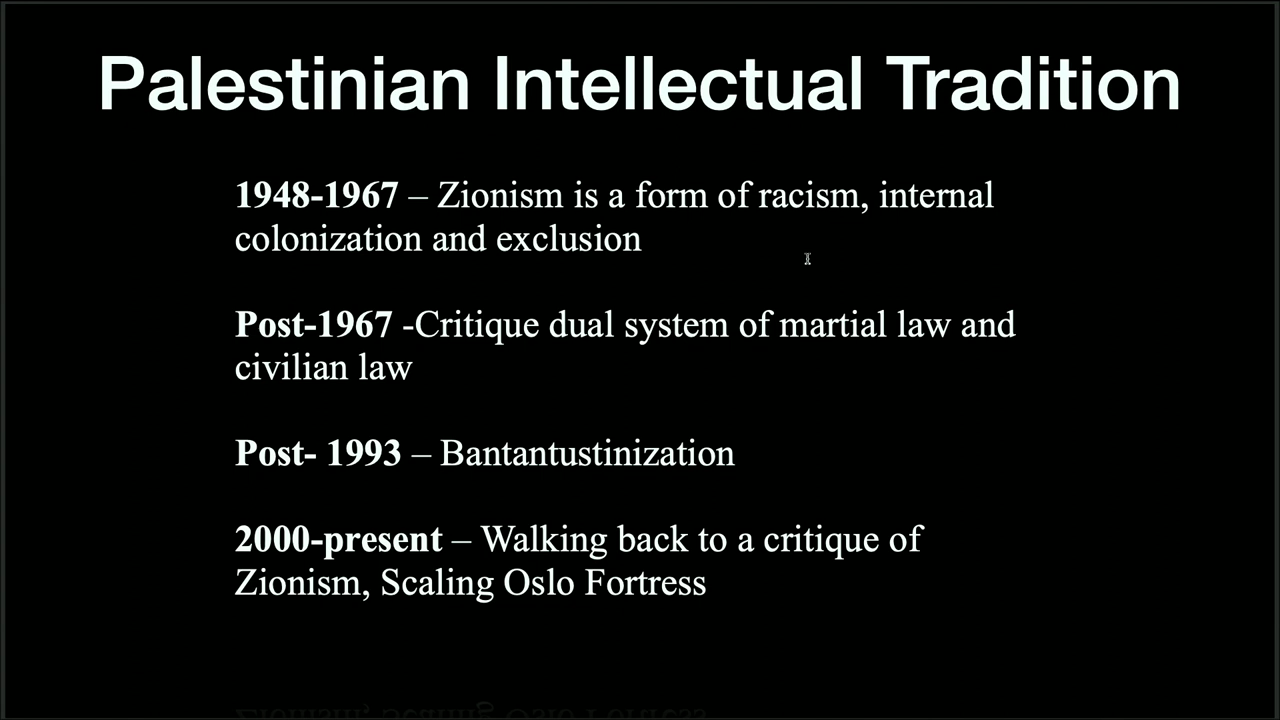 Palestinian Intellectual Tradition
1948-1967 – Zionism is a form of racism, internal
colonization and exclusion
Post-1967 -Critique dual system of martial law and
civilian law
Post- 1993 – Bantantustinization
2000-present – Walking back to a critique of
Zionism, Scaling Oslo Fortress